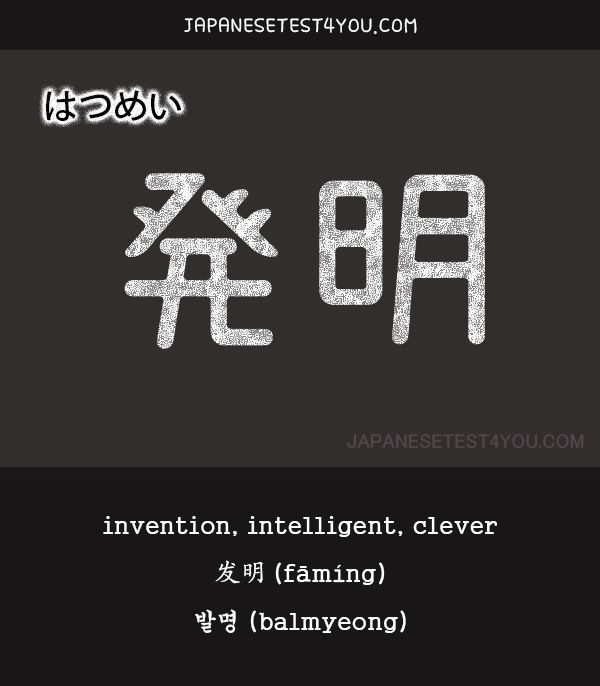 JAPANESETEST4YOU.COM
はつめい
発明
JAPANESETEST4YOU.COM
invention, intelligent, clever
发明 (fāmíng)
발명 (balmyeong)